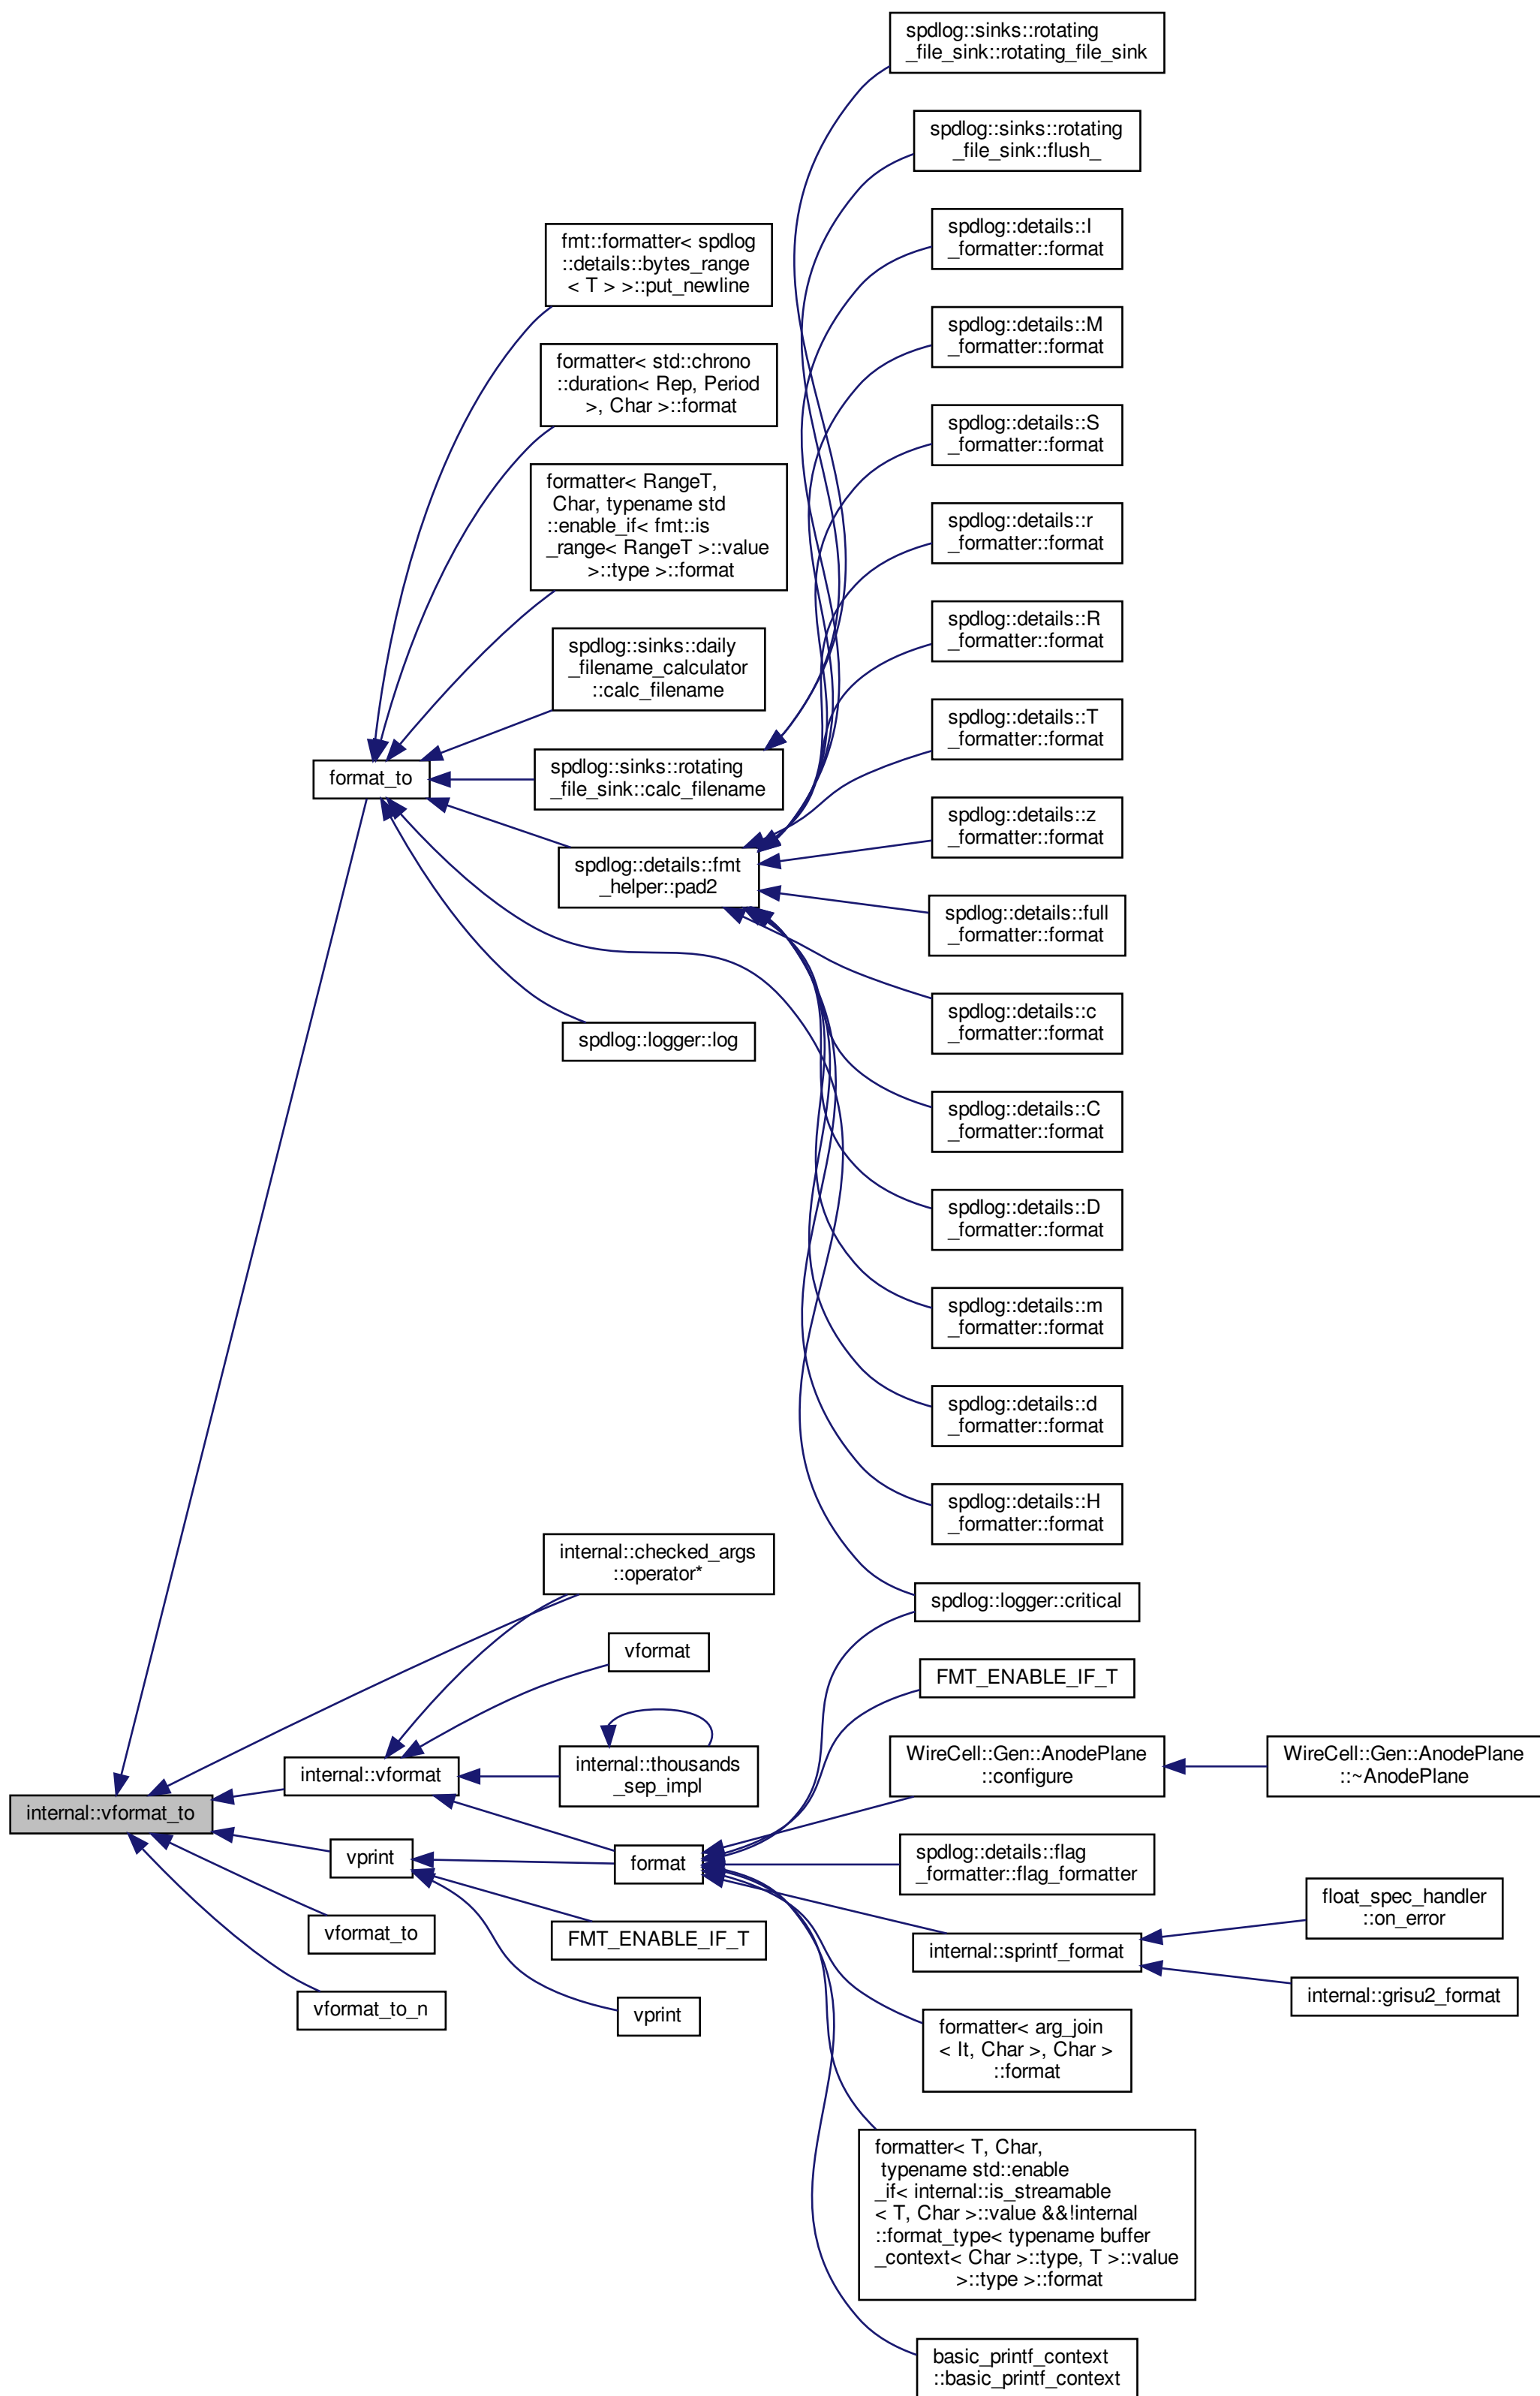 spdlog::sinks::rotating
_file_sink::rotating_file_sink
spdlog::sinks::rotating
_file_sink::flush_
spdlog::details::I
_formatter::format
fmt::formatter< spdlog
::details::bytes_range
< T > >::put_newline
spdlog::details::M
_formatter::format
formatter< std::chrono
::duration< Rep, Period
>, Char >::format
spdlog::details::S
_formatter::format
formatter< RangeT,
Char, typename std
::enable_if< fmt::is
_range< RangeT >::value
>::type >::format
spdlog::details::r
_formatter::format
spdlog::details::R
_formatter::format
spdlog::sinks::daily
_filename_calculator
::calc_filename
spdlog::details::T
_formatter::format
format_to
spdlog::sinks::rotating
_file_sink::calc_filename
spdlog::details::z
_formatter::format
spdlog::details::fmt
_helper::pad2
spdlog::details::full
_formatter::format
spdlog::details::c
_formatter::format
spdlog::logger::log
spdlog::details::C
_formatter::format
spdlog::details::D
_formatter::format
spdlog::details::m
_formatter::format
spdlog::details::d
_formatter::format
spdlog::details::H
_formatter::format
internal::checked_args
::operator*
spdlog::logger::critical
vformat
FMT_ENABLE_IF_T
internal::vformat
internal::thousands
_sep_impl
WireCell::Gen::AnodePlane
::configure
WireCell::Gen::AnodePlane
::~AnodePlane
internal::vformat_to
vprint
format
spdlog::details::flag
_formatter::flag_formatter
float_spec_handler
::on_error
vformat_to
FMT_ENABLE_IF_T
internal::sprintf_format
internal::grisu2_format
vformat_to_n
vprint
formatter< arg_join
< It, Char >, Char >
::format
formatter< T, Char,
typename std::enable
_if< internal::is_streamable
< T, Char >::value &&!internal
::format_type< typename buffer
_context< Char >::type, T >::value
>::type >::format
basic_printf_context
::basic_printf_context